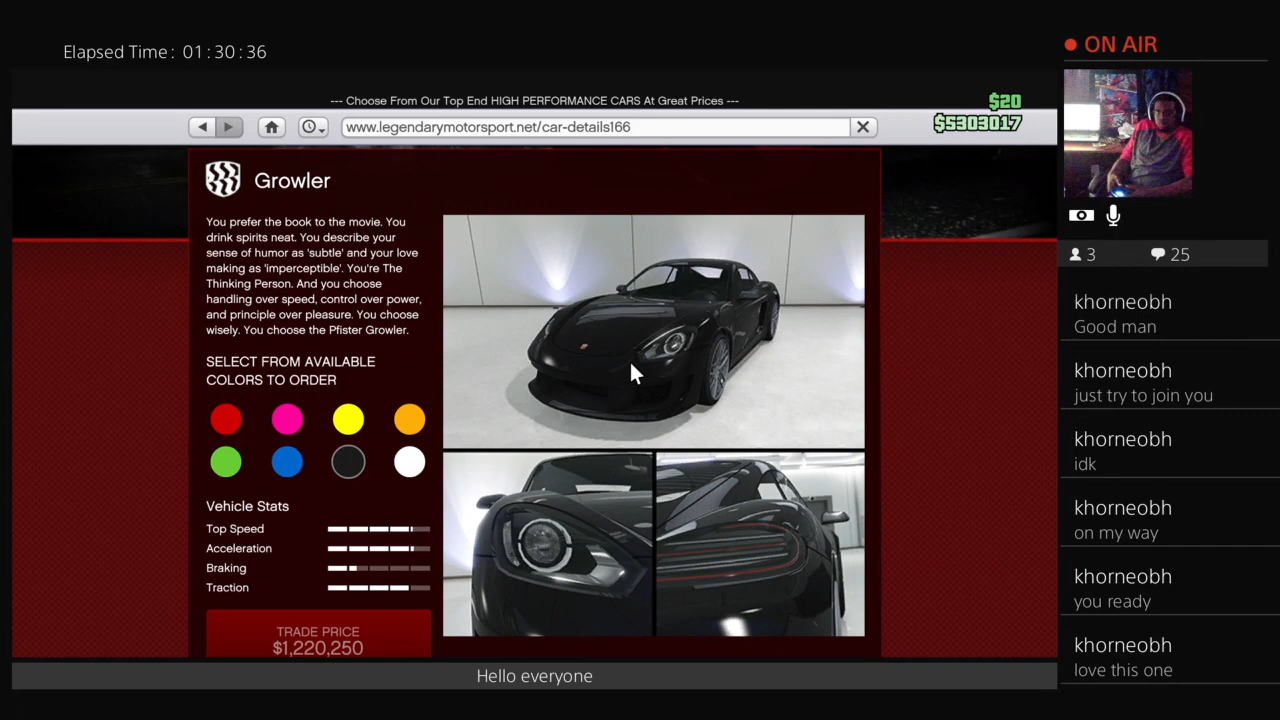 Elapsed Time: 01:30:36
ON AIR
--- Choose From Our Top End HIGH PERFORMANCE CARS At Great Prices ---
$20
$5303017
www.legendarymotorsport.net/car-details166
Growler
You prefer the book to the movie. You
drink spirits neat. You describe your
sense of humor as 'subtle' and your love
making as 'imperceptible'. You're The
Thinking Person. And you choose
handling over speed, control over power,
and principle over pleasure. You choose
wisely. You choose the Pfister Growler.
SELECT FROM AVAILABLE
COLORS TO ORDER
Vehicle Stats
Top Speed
Acceleration
Braking
Traction
TRADE PRICE
$1,220,250
Hello everyone
3
25
khorneobh
Good man
khorneobh
just try to join you
khorneobh
idk
khorneobh
on my way
khorneobh
you ready
khorneobh
love this one